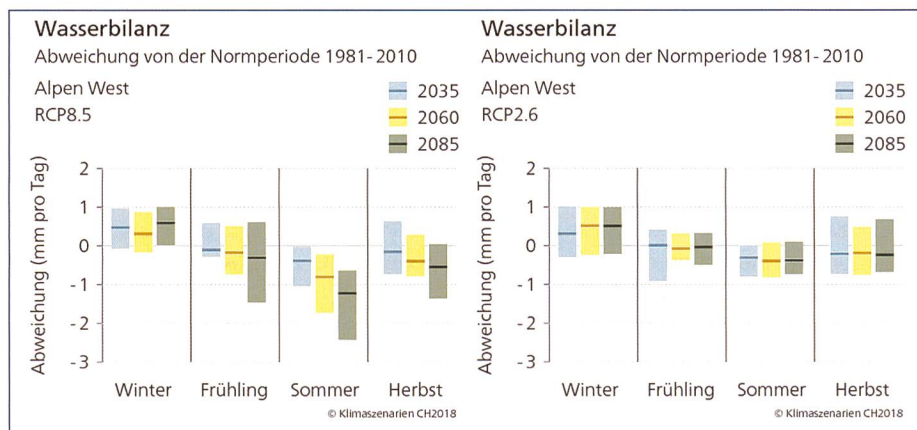 Wasserbilanz
Abweichung von der Normperiode 1981-2010
Alpen West
RCP8.5
2035
2060
2085
Abweichung (mm pro Tag)
2
1
0
-1
-2
-3
Winter
Frühling
Sommer
Herbst
© Klimaszenarien CH2018
Wasserbilanz
Abweichung von der Normperiode 1981-2010
Alpen West
RCP2.6
2035
2060
2085
Abweichung (mm pro Tag)
2
1
0
-1
-2
-3
Winter
Frühling
Sommer
Herbst
© Klimaszenarien CH2018